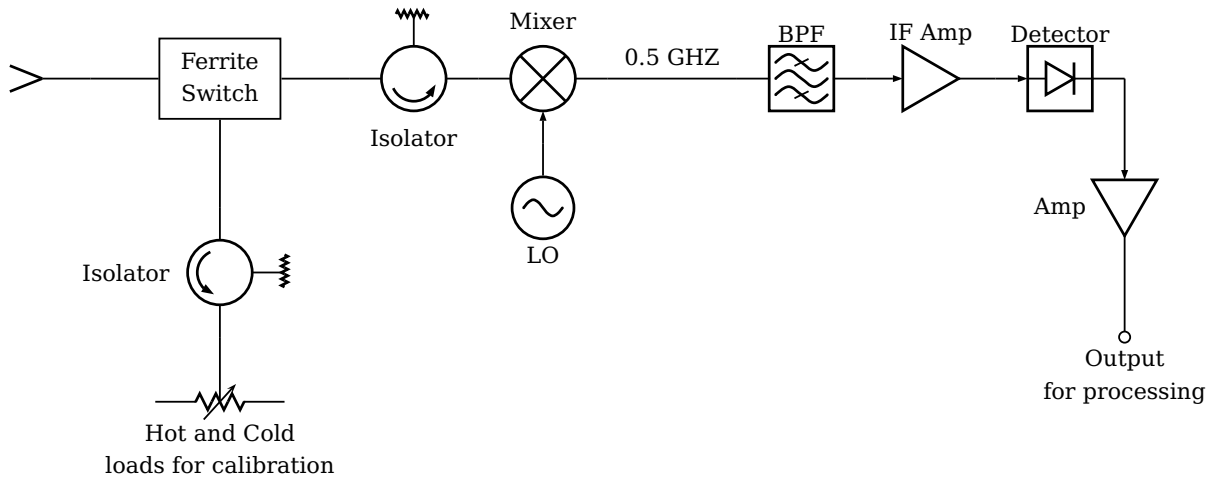 Ferrite
Switch
Isolator
Mixer
LO
0.5 GHZ
BPF
IF Amp
Detector
Amp
Output
for processing
Isolator
Hot and Cold
loads for calibration